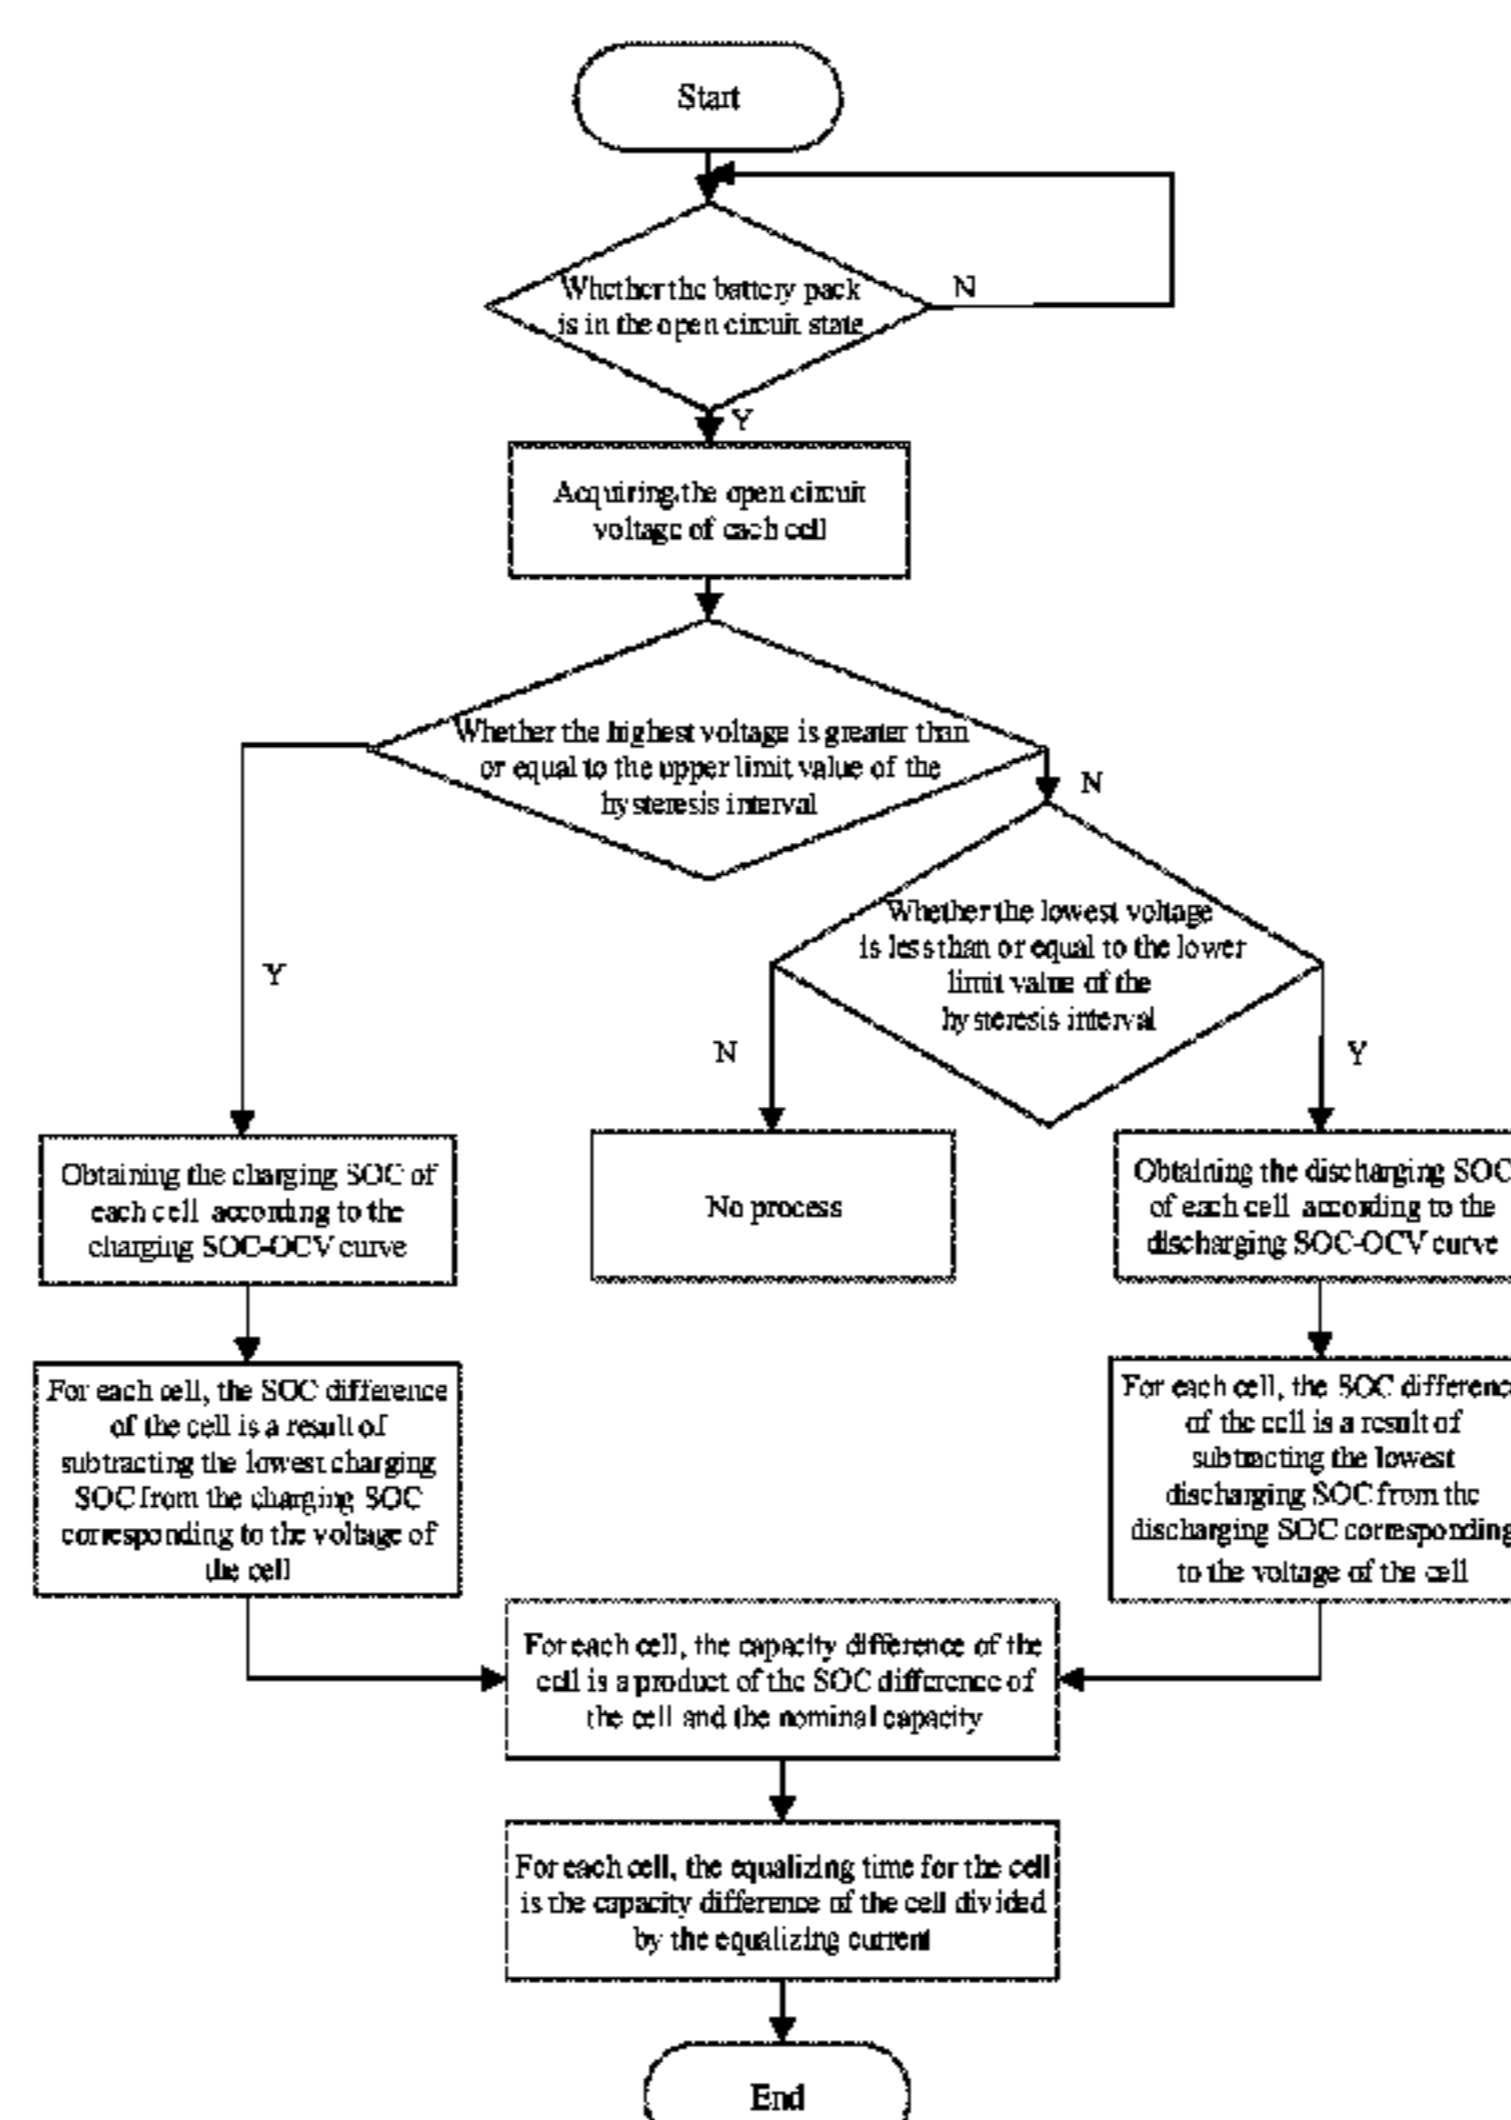 Start
Whether the battery pack
is in the open circuit state
N
Y
Acquiring the open circuit
voltage of each cell
Whether the highest voltage is greater than
or equal to the upper limit value of the
hysteresis interval
N
Whether the lowest voltage
is less than or equal to the lower
limit value of the
hysteresis interval
Y
N
Y
Obtaining the charging SOC of
each cell according to the
charging SOC-OCV curve
No process
Obtaining the discharging SOC
of each cell according to the
discharging SOC-OCV curve
For each cell, the SOC difference
of the cell is a result of
subtracting the lowest charging
SOC from the charging SOC
corresponding to the voltage of
the cell
For each cell, the SOC difference
of the cell is a result of
subtracting the lowest
discharging SOC from the
discharging SOC corresponding
to the voltage of the cell
For each cell, the capacity difference of the
cell is a product of the SOC difference of
the cell and the nominal capacity
For each cell, the equalizing time for the cell
is the capacity difference of the cell divided
by the equalizing current
End